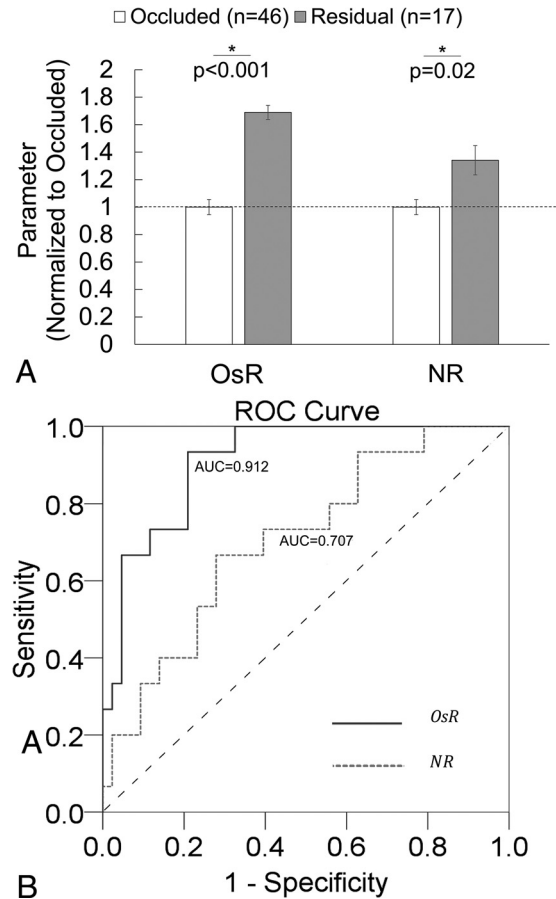 Occluded (n=46) Residual (n=17)
* *
p<0.001 p=0.02
Parameter
(Normalized to Occluded)
2
1.8
1.6
1.4
1.2
1
0.8
0.6
0.4
0.2
0
A
OsR NR
ROC Curve
AUC=0.912
AUC=0.707
Sensitivity
1.0
0.8
0.6
0.4
0.2
0.0
A
OsR
NR
0.0 0.2 0.4 0.6 0.8 1.0
B
1 - Specificity